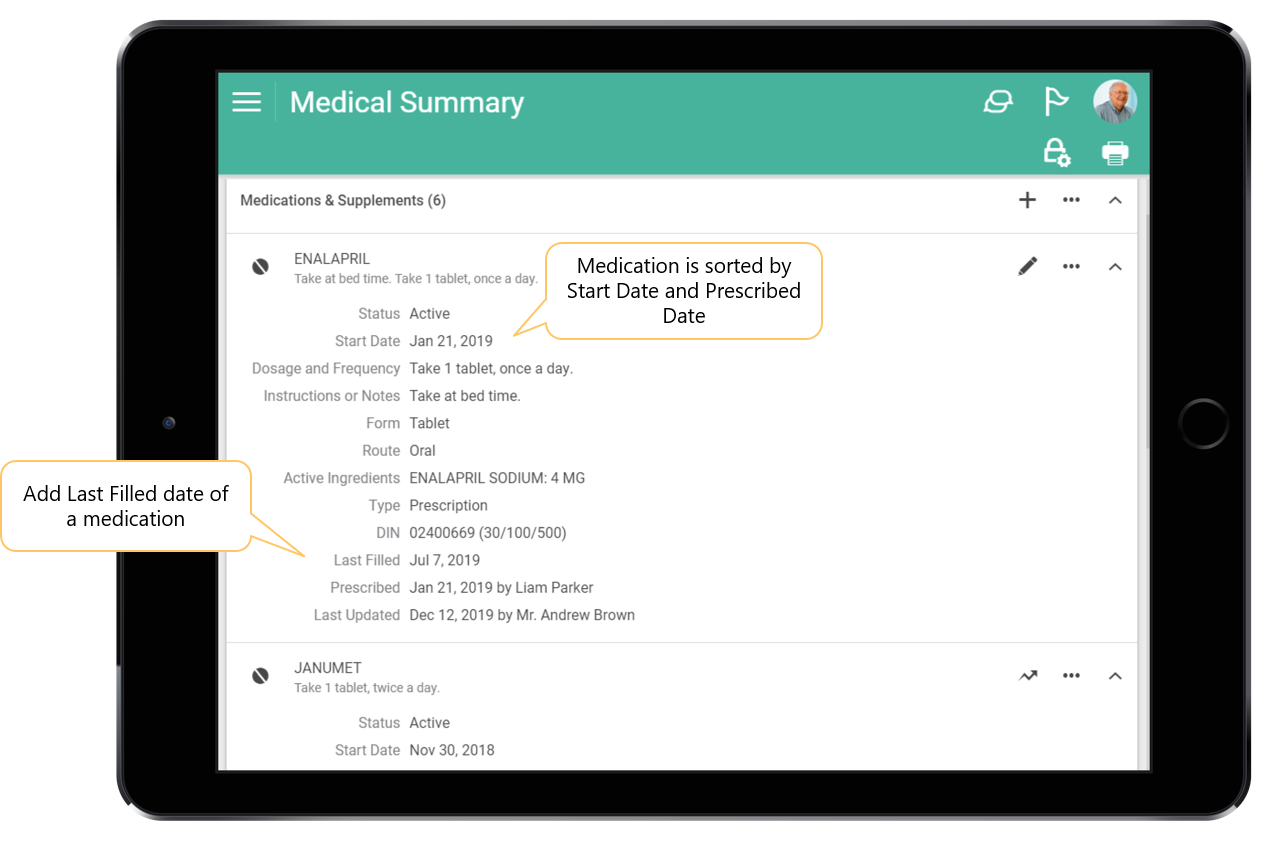 Medical Summary
Medications & Supplements (6)
ENALAPRIL
Take at bed time. Take 1 tablet, once a day.
Medication is sorted by
Start Date and Prescribed
Date
Status Active
Start Date Jan 21, 2019
Dosage and Frequency Take 1 tablet, once a day.
Instructions or Notes Take at bed time.
Form Tablet
Route Oral
Active Ingredients ENALAPRIL SODIUM: 4 MG
Add Last Filled date of
a medication
Type Prescription
DIN 02400669 (30/100/500)
Last Filled Jul 7, 2019
Prescribed Jan 21, 2019 by Liam Parker
Last Updated Dec 12, 2019 by Mr. Andrew Brown
JANUMET
Take 1 tablet, twice a day.
Status Active
Start Date Nov 30, 2018